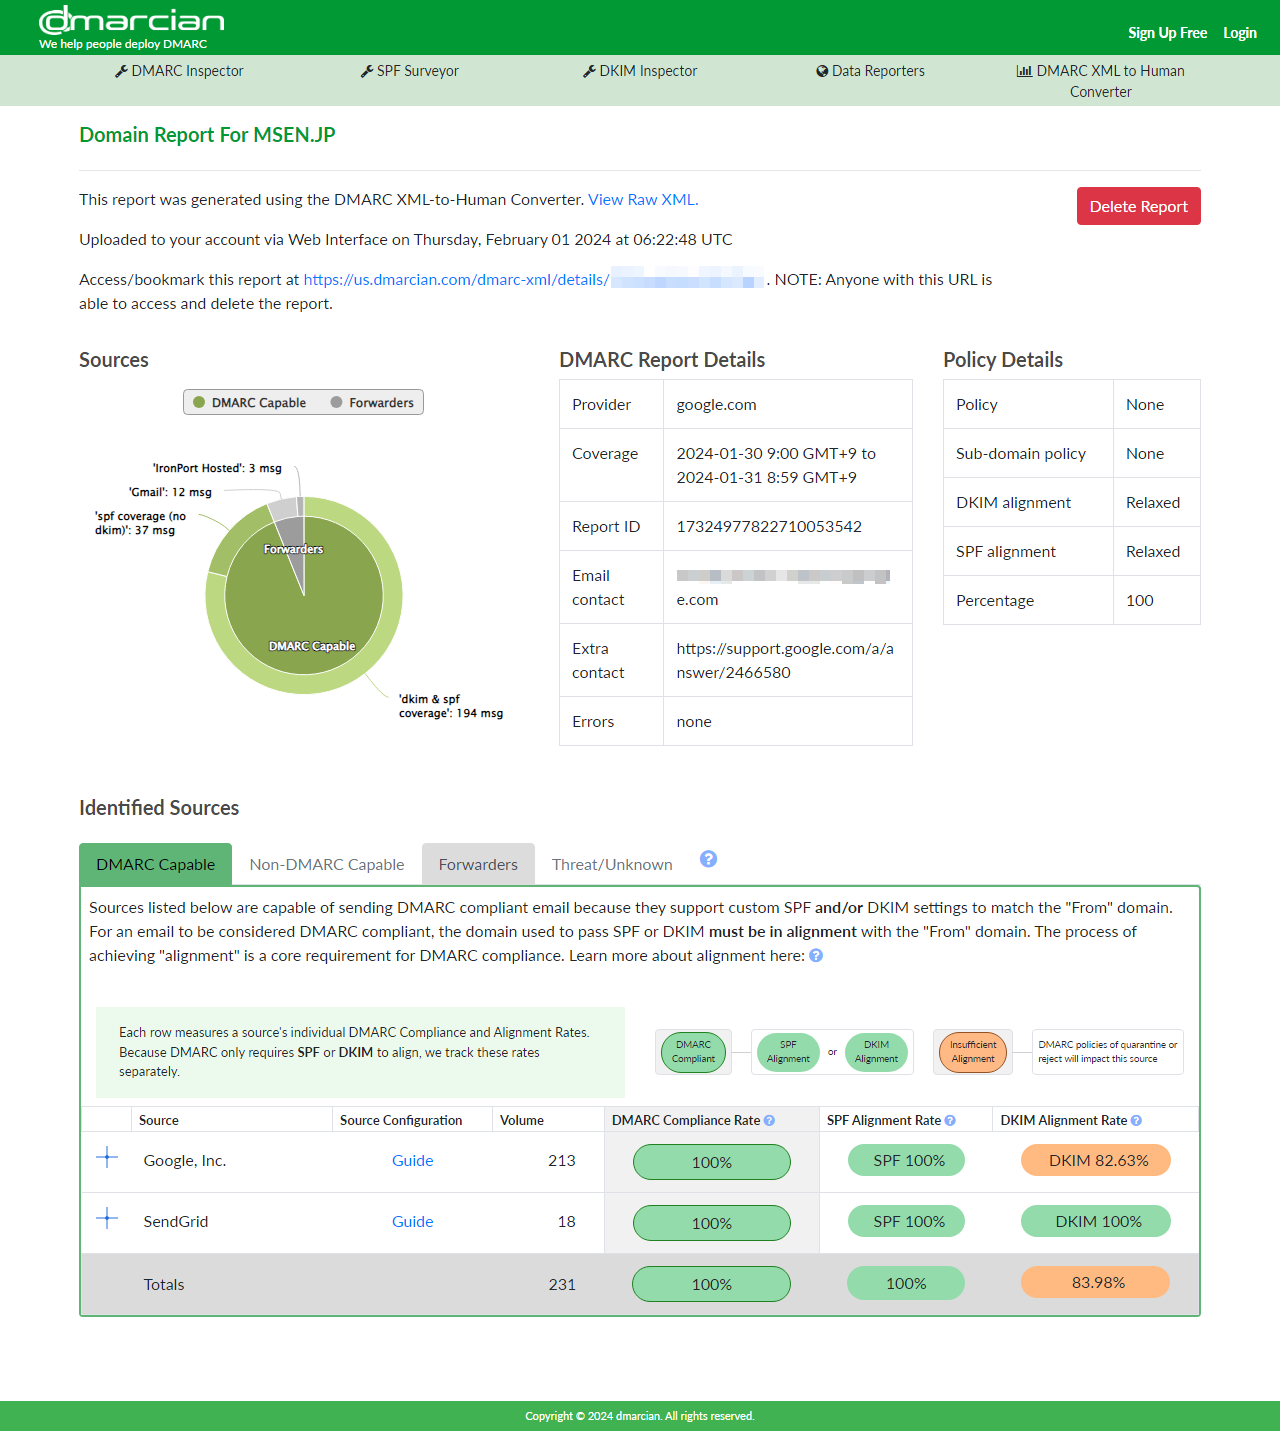 dmarcian
We help people deploy DMARC
Sign Up Free
Login
DMARC Inspector
SPF Surveyor
DKIM Inspector
Data Reporters
DMARC XML to Human
Converter
Domain Report For MSEN.JP
This report was generated using the DMARC XML-to-Human Converter. View Raw XML.
Delete Report
Uploaded to your account via Web Interface on Thursday, February 01 2024 at 06:22:48 UTC
Access/bookmark this report at https://us.dmarcian.com/dmarc-xml/details/ . NOTE: Anyone with this URL is
able to access and delete the report.
Sources
DMARC Capable
Forwarders
'IronPort Hosted': 3 msg
'Gmail': 12 msg
'spf coverage (no
dkim)': 37 msg
Forwarders
DMARC Capable
'dkim & spf
coverage': 194 msg
DMARC Report Details
Provider
google.com
Coverage
2024-01-30 9:00 GMT+9 to
2024-01-31 8:59 GMT+9
Report ID
17324977822710053542
Email
contact
e.com
Extra
contact
https://support.google.com/a/a
nswer/2466580
Errors
none
Policy Details
Policy
None
Sub-domain policy
None
DKIM alignment
Relaxed
SPF alignment
Relaxed
Percentage
100
Identified Sources
DMARC Capable
Non-DMARC Capable
Forwarders
Threat/Unknown
?
Sources listed below are capable of sending DMARC compliant email because they support custom SPF and/or DKIM settings to match the "From" domain.
For an email to be considered DMARC compliant, the domain used to pass SPF or DKIM must be in alignment with the "From" domain. The process of
achieving "alignment" is a core requirement for DMARC compliance. Learn more about alignment here: ?
Each row measures a source's individual DMARC Compliance and Alignment Rates.
Because DMARC only requires SPF or DKIM to align, we track these rates
separately.
DMARC
Compliant
SPF
Alignment
or
DKIM
Alignment
Insufficient
Alignment
DMARC policies of quarantine or
reject will impact this source
Source
Source Configuration
Volume
DMARC Compliance Rate ?
SPF Alignment Rate ?
DKIM Alignment Rate ?
Google, Inc.
Guide
213
100%
SPF 100%
DKIM 82.63%
SendGrid
Guide
18
100%
SPF 100%
DKIM 100%
Totals
231
100%
100%
83.98%
Copyright © 2024 dmarcian. All rights reserved.